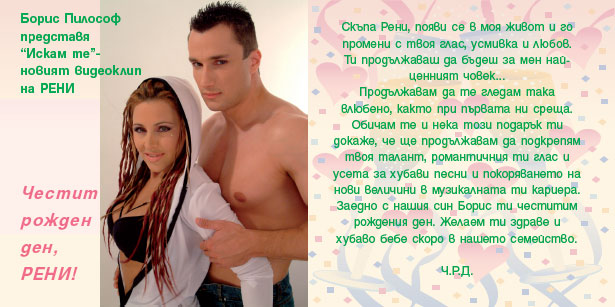 Борис Пилософ
представя
“Искам те”-
новият видеоклип
на РЕНИ
Честит
рожден
ден,
РЕНИ!
Скъпа Рени, появи се в моя живот и го
промени с твоя глас, усмивка и любов.
Ти продължаваш да бъдеш за мен най-
ценният човек...
Продължавам да те гледам така
влюбено, както при първата ни среща.
Обичам те и нека този подарък ти
докаже, че ще продължавам да подкрепям
твоя талант, романтичния ти глас и
усета за хубави песни и покоряването на
нови величини в музикалната ти кариера.
Заедно с нашия син Борис ти честитим
рождения ден. Желаем ти здраве и
хубаво бебе скоро в нашето семейство.
Ч.Р.Д.